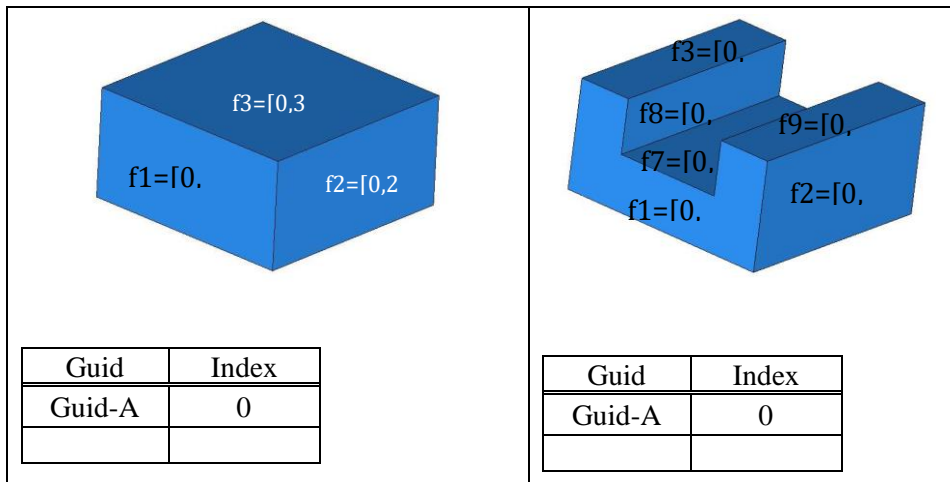 f3=[0,3
f1=[0,
f2=[0,2
Guid Index
Guid-A 0
f3=[0,
f8=[0,
f9=[0,
f7=[0,
f2=[0,
f1=[0,
Guid Index
Guid-A 0